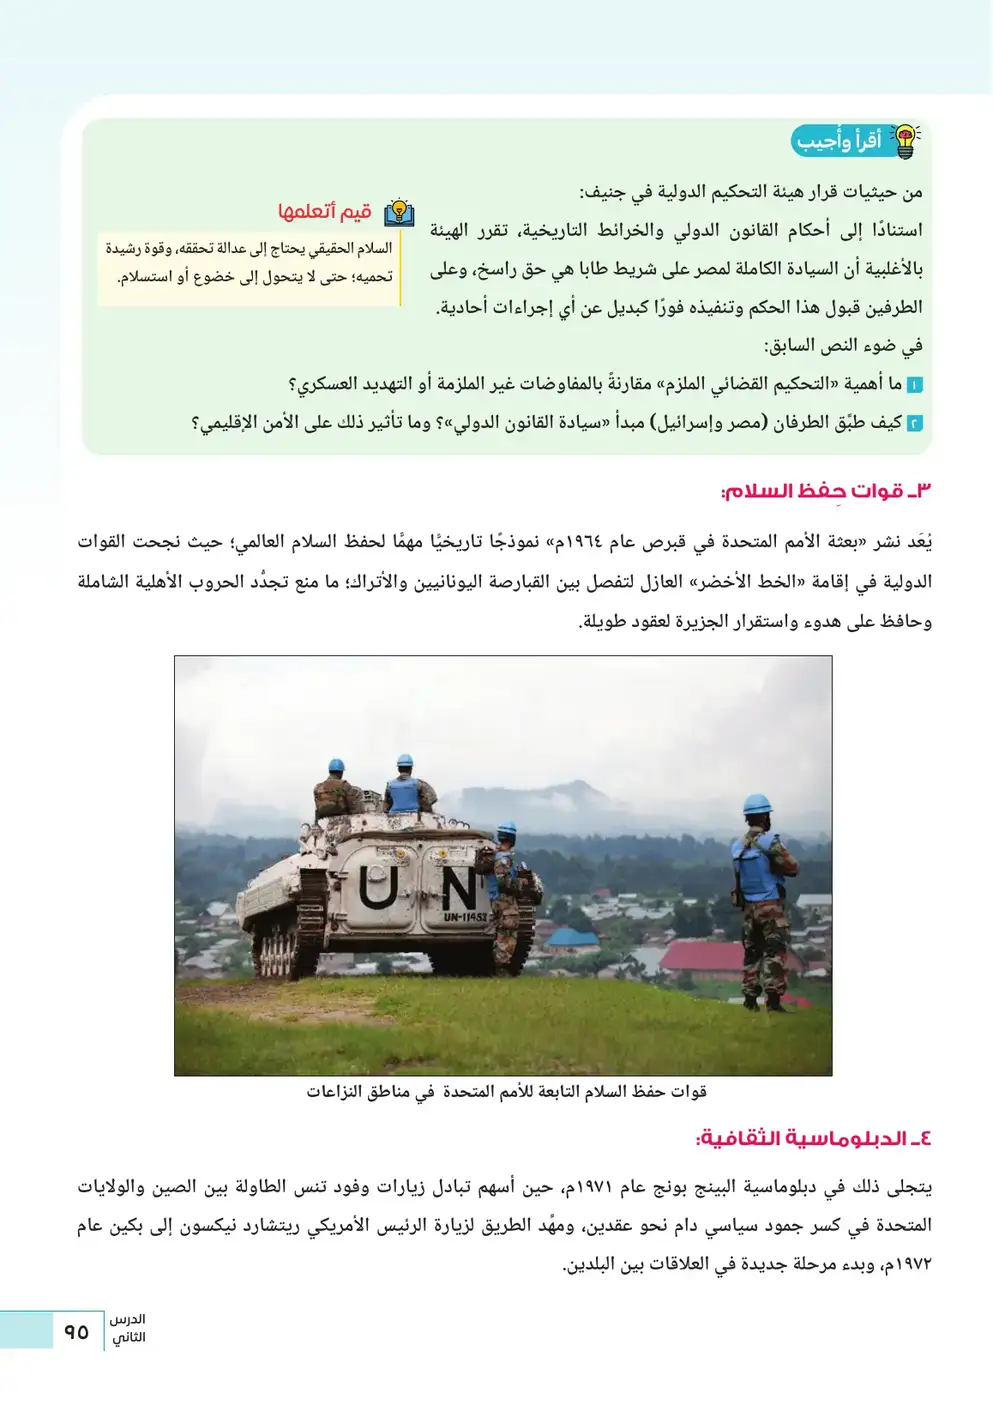 أقرأ وأجيب
من حيثيات قرار هيئة التحكيم الدولية في جنيف:
استنادًا إلى أحكام القانون الدولي والخرائط التاريخية، تقرر الهيئة
بالأغلبية أن السيادة الكاملة لمصر على شريط طابا هي حق راسخ، وعلى
الطرفين قبول هذا الحكم وتنفيذه فورًا كبديل عن أي إجراءات أحادية.
قيم أتعلمها
السلام الحقيقي يحتاج إلى عدالة تحققه، وقوة رشيدة
تحميه؛ حتى لا يتحول إلى خضوع أو استسلام.
في ضوء النص السابق:
١ ما أهمية «التحكيم القضائي الملزم» مقارنةً بالمفاوضات غير الملزمة أو التهديد العسكري؟
٢ كيف طبَّق الطرفان (مصر وإسرائيل) مبدأ «سيادة القانون الدولي»؟ وما تأثير ذلك على الأمن الإقليمي؟
٣ـ قوات حِفظ السلام:
يُعَد نشر «بعثة الأمم المتحدة في قبرص عام ١٩٦٤م» نموذجًا تاريخيًّا مهمًّا لحفظ السلام العالمي؛ حيث نجحت القوات
الدولية في إقامة «الخط الأخضر» العازل لتفصل بين القبارصة اليونانيين والأتراك؛ ما منع تجدُّد الحروب الأهلية الشاملة
وحافظ على هدوء واستقرار الجزيرة لعقود طويلة.
UN
UN-11453
قوات حفظ السلام التابعة للأمم المتحدة في مناطق النزاعات
٤ـ الدبلوماسية الثقافية:
يتجلى ذلك في دبلوماسية البينج بونج عام ١٩٧١م، حين أسهم تبادل زيارات وفود تنس الطاولة بين الصين والولايات
المتحدة في كسر جمود سياسي دام نحو عقدين، ومهَّد الطريق لزيارة الرئيس الأمريكي ريتشارد نيكسون إلى بكين عام
١٩٧٢م، وبدء مرحلة جديدة في العلاقات بين البلدين.
الدرس
الثاني
٩٥